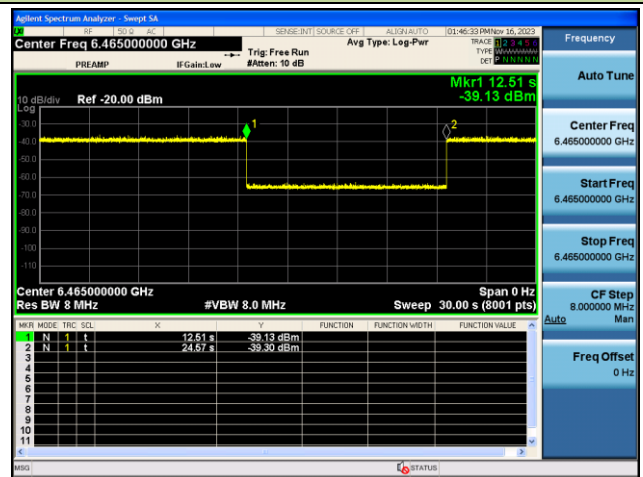 Agilent Spectrum Analyzer - Swept SA
RF 50 Ω AC SENSE:INT SOURCE OFF ALIGN AUTO 01:46:33 PM Nov 16, 2023
Center Freq 6.465000000 GHz Avg Type: Log-Pwr TRACE 1 2 3 4 5 6
Trig: Free Run TYPE
PREAMP IFGain:Low #Atten: 10 dB DET P N N N N N
Mkr1 12.51 s
10 dB/div Ref -20.00 dBm -39.13 dBm
Log
-30.0
1 2
-40.0
-50.0
-60.0
-70.0
-80.0
-90.0
-100
-110
Center 6.465000000 GHz Span 0 Hz
Res BW 8 MHz #VBW 8.0 MHz Sweep 30.00 s (8001 pts)
MKR MODE TRC SCL X Y FUNCTION FUNCTION WIDTH FUNCTION VALUE
1 N 1 t 12.51 s -39.13 dBm
2 N 1 t 24.57 s -39.30 dBm
3
4
5
6
7
8
9
10
11
MSG STATUS
Frequency
Auto Tune
Center Freq
6.465000000 GHz
Start Freq
6.465000000 GHz
Stop Freq
6.465000000 GHz
CF Step
8.000000 MHz
Auto Man
Freq Offset
0 Hz